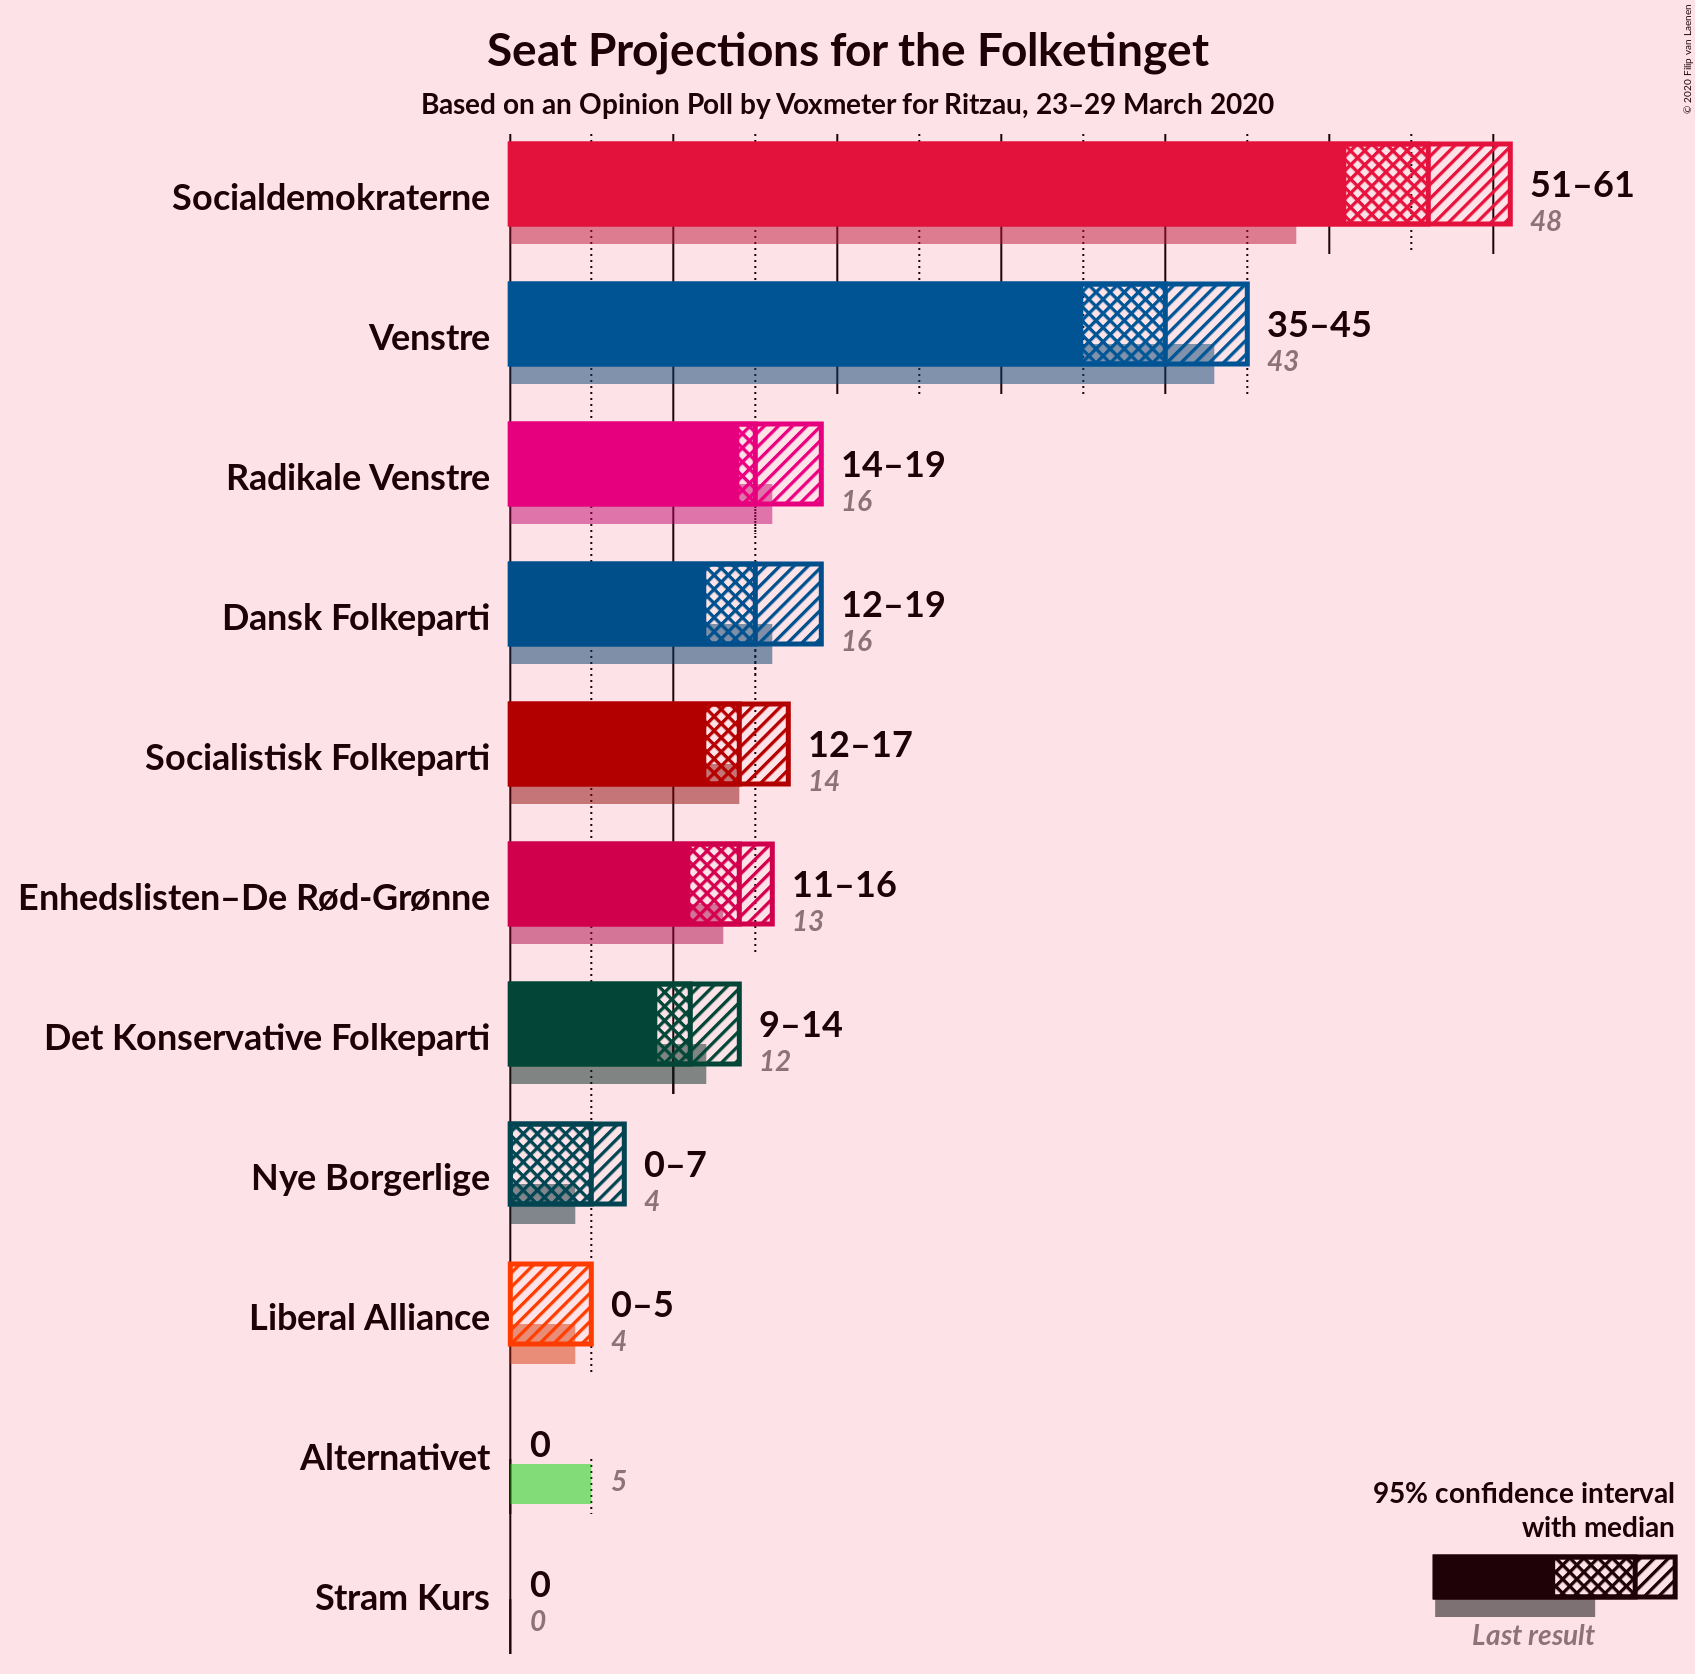 Seat Projections for the Folketinget
Based on an Opinion Poll by Voxmeter for Ritzau, 23–29 March 2020
© 2020 Filip van Laenen
Socialdemokraterne
51–61
48
Venstre
35–45
43
Radikale Venstre
14–19
16
Dansk Folkeparti
12–19
16
Socialistisk Folkeparti
12–17
14
Enhedslisten–De Rød-Grønne
11–16
13
Det Konservative Folkeparti
9–14
12
Nye Borgerlige
0–7
4
Liberal Alliance
0–5
4
Alternativet
0
5
Stram Kurs
0
0
95% confidence interval
with median
Last result